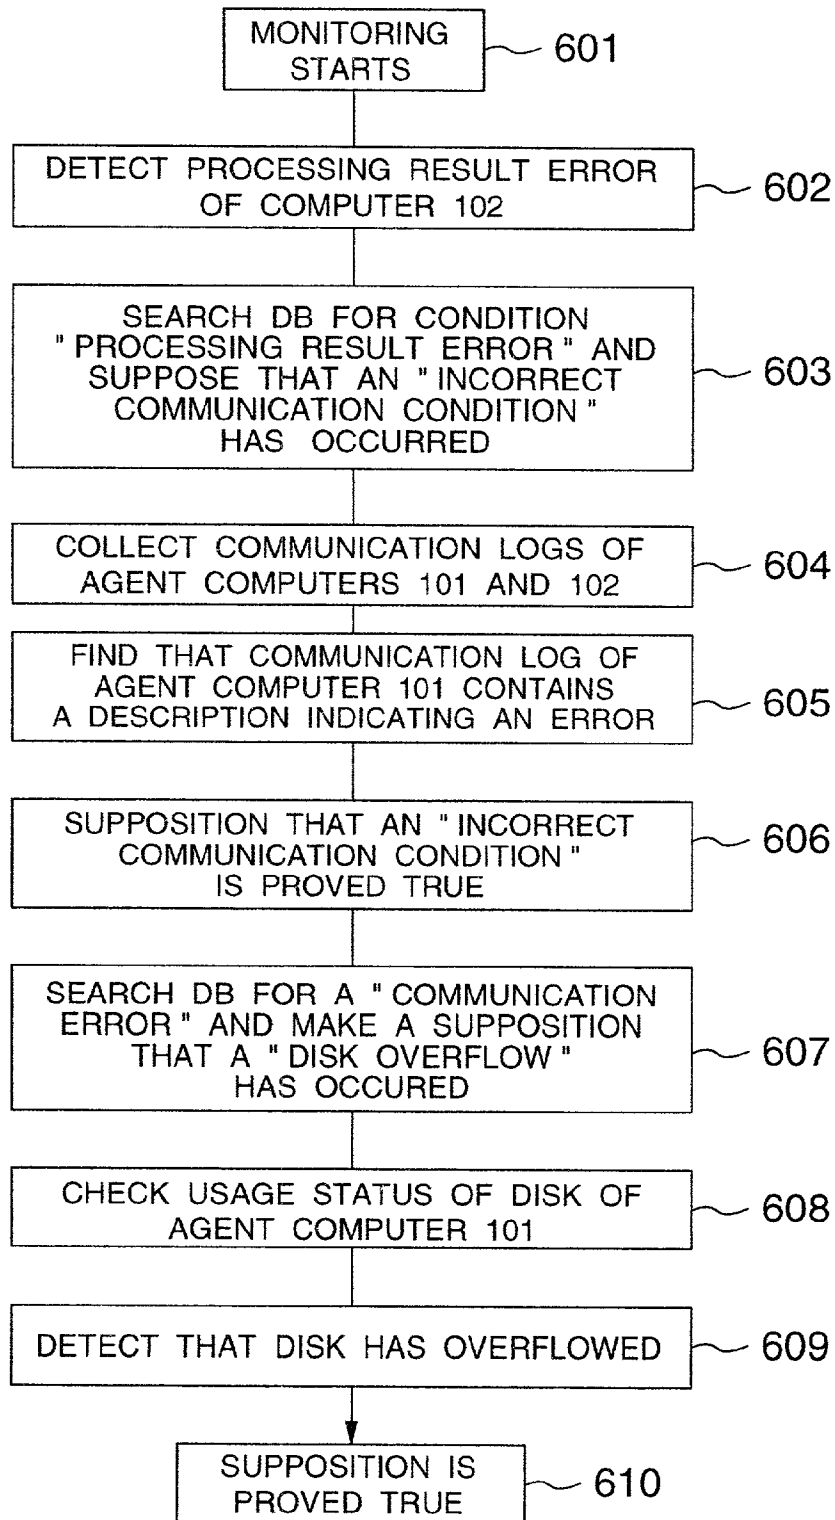 MONITORING
STARTS
601
DETECT PROCESSING RESULT ERROR
OF COMPUTER 102
602
SEARCH DB FOR CONDITION
"PROCESSING RESULT ERROR" AND
SUPPOSE THAT AN "INCORRECT
COMMUNICATION CONDITION"
HAS OCCURRED
603
COLLECT COMMUNICATION LOGS OF
AGENT COMPUTERS 101 AND 102
604
FIND THAT COMMUNICATION LOG OF
AGENT COMPUTER 101 CONTAINS
A DESCRIPTION INDICATING AN ERROR
605
SUPPOSITION THAT AN "INCORRECT
COMMUNICATION CONDITION"
IS PROVED TRUE
606
SEARCH DB FOR A "COMMUNICATION
ERROR" AND MAKE A SUPPOSITION
THAT A "DISK OVERFLOW"
HAS OCCURED
607
CHECK USAGE STATUS OF DISK OF
AGENT COMPUTER 101
608
DETECT THAT DISK HAS OVERFLOWED
609
SUPPOSITION IS
PROVED TRUE
610